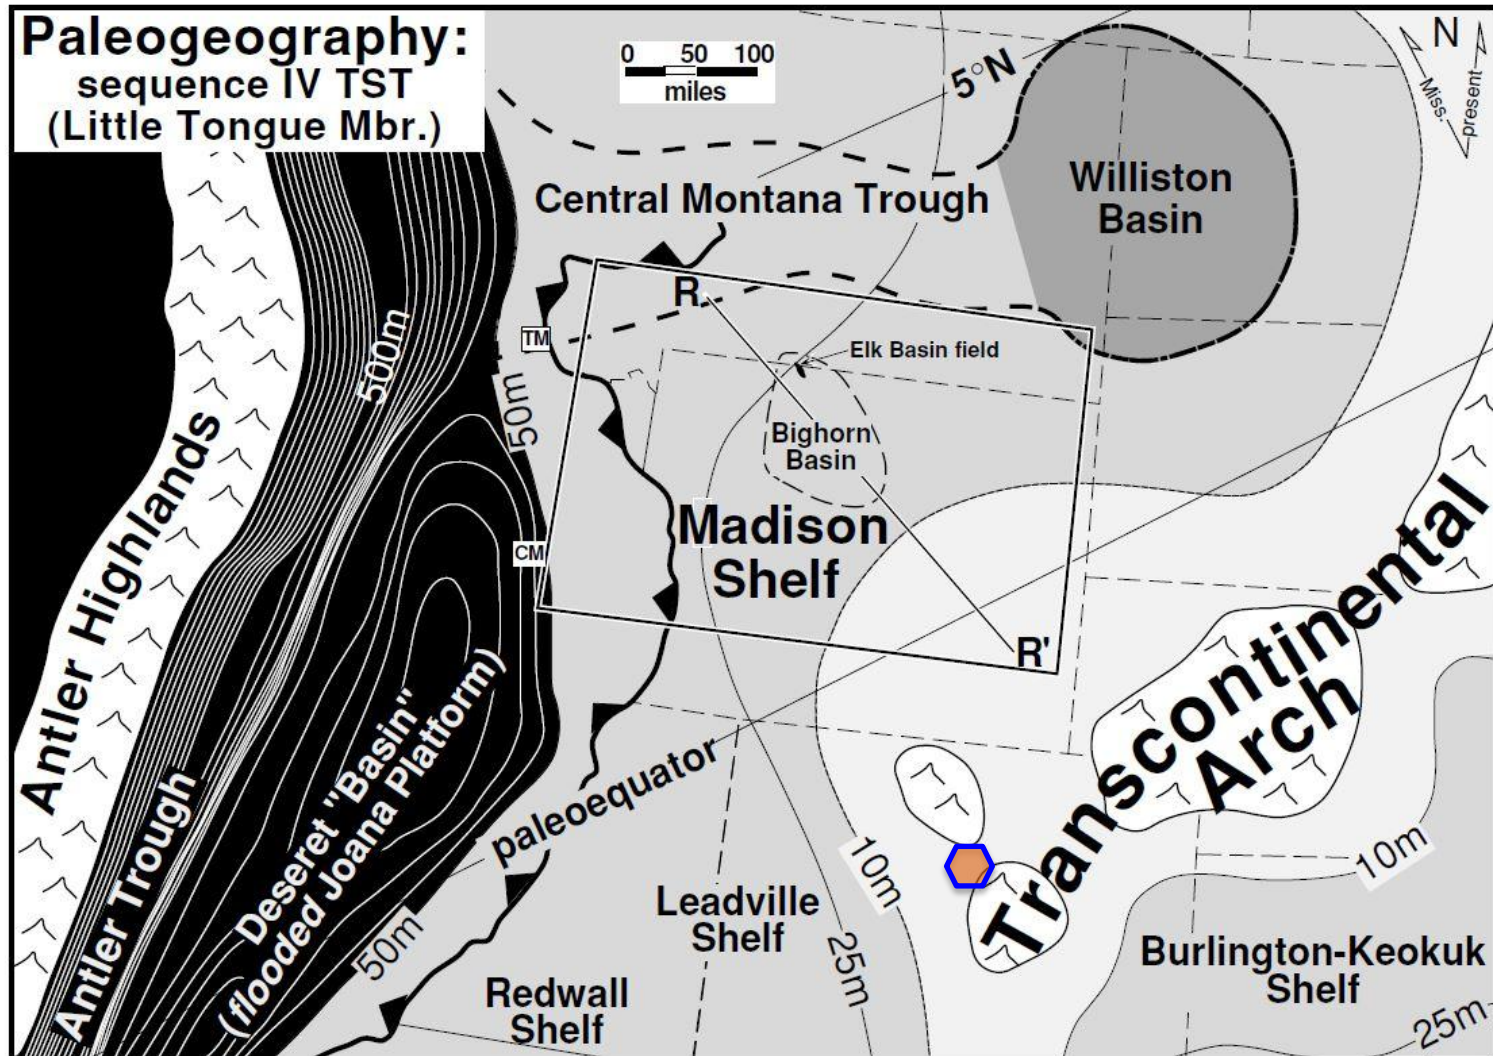 Paleogeography:
sequence IV TST
(Little Tongue Mbr.)
0 50 100
miles
5°N
N
Miss.
present
Williston
Basin
Central Montana Trough
R
TM
Elk Basin field
500m
50m
Bighorn
Basin
Madison
Shelf
CM
R'
Antler Highlands
Transcontinental
Arch
paleoequator
Deseret "Basin"
(flooded Joana Platform)
Antler Trough
10m
10m
Leadville
Shelf
50m
25m
Burlington-Keokuk
Shelf
Redwall
Shelf
25m